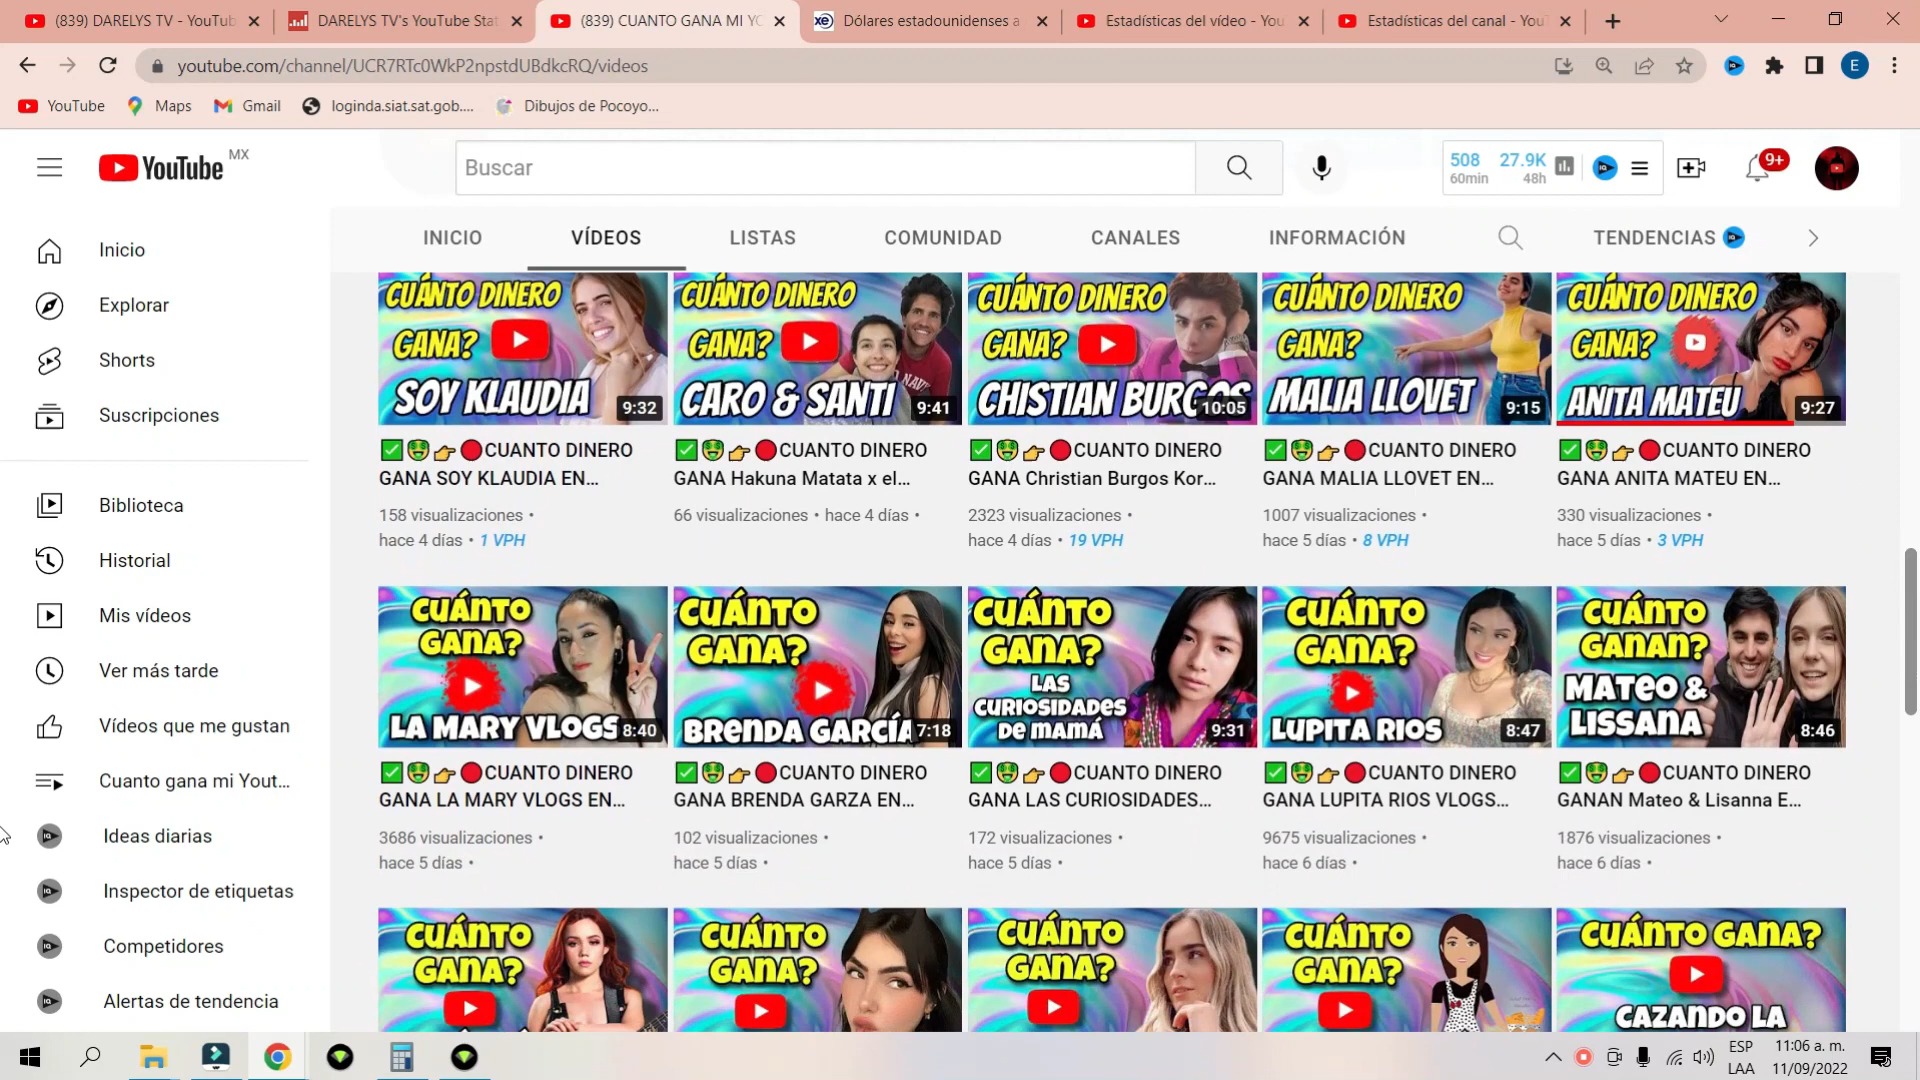 (839) DARELYS TV - YouTub
DARELYS TV's YouTube Stat
(839) CUANTO GANA MI YO
Dólares estadounidenses a
Estadísticas del vídeo - You
Estadísticas del canal - YouT
youtube.com/channel/UCR7RTc0WkP2npstdUBdkcRQ/videos
E
YouTube
Maps
Gmail
loginda.siat.sat.gob....
Dibujos de Pocoyo...
YouTube MX
Buscar
508 27.9K
60min 48h
9+
INICIO VÍDEOS LISTAS COMUNIDAD CANALES INFORMACIÓN TENDENCIAS
Inicio
Explorar
Shorts
Suscripciones
Biblioteca
Historial
Mis vídeos
Ver más tarde
Vídeos que me gustan
Cuanto gana mi Yout...
Ideas diarias
Inspector de etiquetas
Competidores
Alertas de tendencia
CUÁNTO DINERO
GANA?
SOY KLAUDIA
9:32
✅🤑👉🔴CUANTO DINERO
GANA SOY KLAUDIA EN...
158 visualizaciones •
hace 4 días • 1 VPH
CUÁNTO DINERO
GANA?
CARO & SANTI
9:41
✅🤑👉🔴CUANTO DINERO
GANA Hakuna Matata x el...
66 visualizaciones • hace 4 días •
CUÁNTO DINERO
GANA?
CHISTIAN BURGOS
10:05
✅🤑👉🔴CUANTO DINERO
GANA Christian Burgos Kor...
2323 visualizaciones •
hace 4 días • 19 VPH
CUÁNTO DINERO
GANA?
MALIA LLOVET
9:15
✅🤑👉🔴CUANTO DINERO
GANA MALIA LLOVET EN...
1007 visualizaciones •
hace 5 días • 8 VPH
CUÁNTO DINERO
GANA?
ANITA MATEU
9:27
✅🤑👉🔴CUANTO DINERO
GANA ANITA MATEU EN...
330 visualizaciones •
hace 5 días • 3 VPH
CUÁNTO
GANA?
LA MARY VLOGS
8:40
✅🤑👉🔴CUANTO DINERO
GANA LA MARY VLOGS EN...
3686 visualizaciones •
hace 5 días •
CUÁNTO
GANA?
BRENDA GARCÍA
7:18
✅🤑👉🔴CUANTO DINERO
GANA BRENDA GARZA EN...
102 visualizaciones •
hace 5 días •
CUÁNTO
GANA?
LAS
CURIOSIDADES
DE MAMÁ
9:31
✅🤑👉🔴CUANTO DINERO
GANA LAS CURIOSIDADES...
172 visualizaciones •
hace 5 días •
CUÁNTO
GANA?
LUPITA RIOS
8:47
✅🤑👉🔴CUANTO DINERO
GANA LUPITA RIOS VLOGS...
9675 visualizaciones •
hace 6 días •
CUÁNTO
GANAN?
MATEO &
LISSANA
8:46
✅🤑👉🔴CUANTO DINERO
GANAN Mateo & Lisanna E...
1876 visualizaciones •
hace 6 días •
CUÁNTO
GANA?
CUÁNTO
GANA?
CUÁNTO
GANA?
CUÁNTO
GANA?
CUÁNTO GANA?
CAZANDO LA
ESP
LAA
11:06 a. m.
11/09/2022